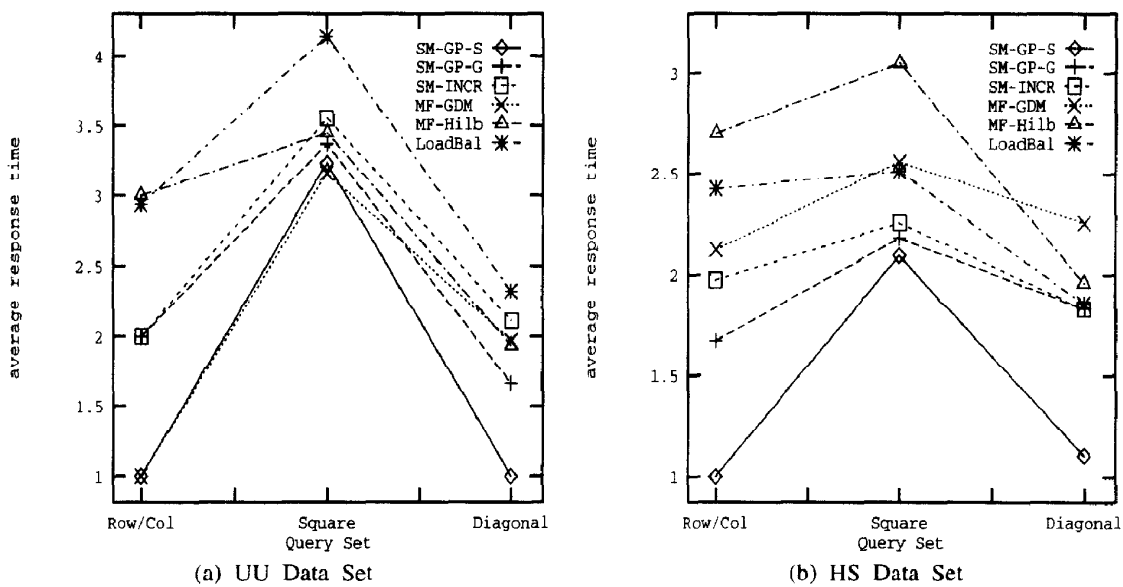 average response time
4
3.5
3
2.5
2
1.5
1
SM-GP-S
SM-GP-G
SM-INCR
MF-GDM
MF-Hilb
LoadBal
Row/Col
Square
Diagonal
Query Set
(a) UU Data Set
average response time
3
2.5
2
1.5
1
SM-GP-S
SM-GP-G
SM-INCR
MF-GDM
MF-Hilb
LoadBal
Row/Col
Square
Diagonal
Query Set
(b) HS Data Set